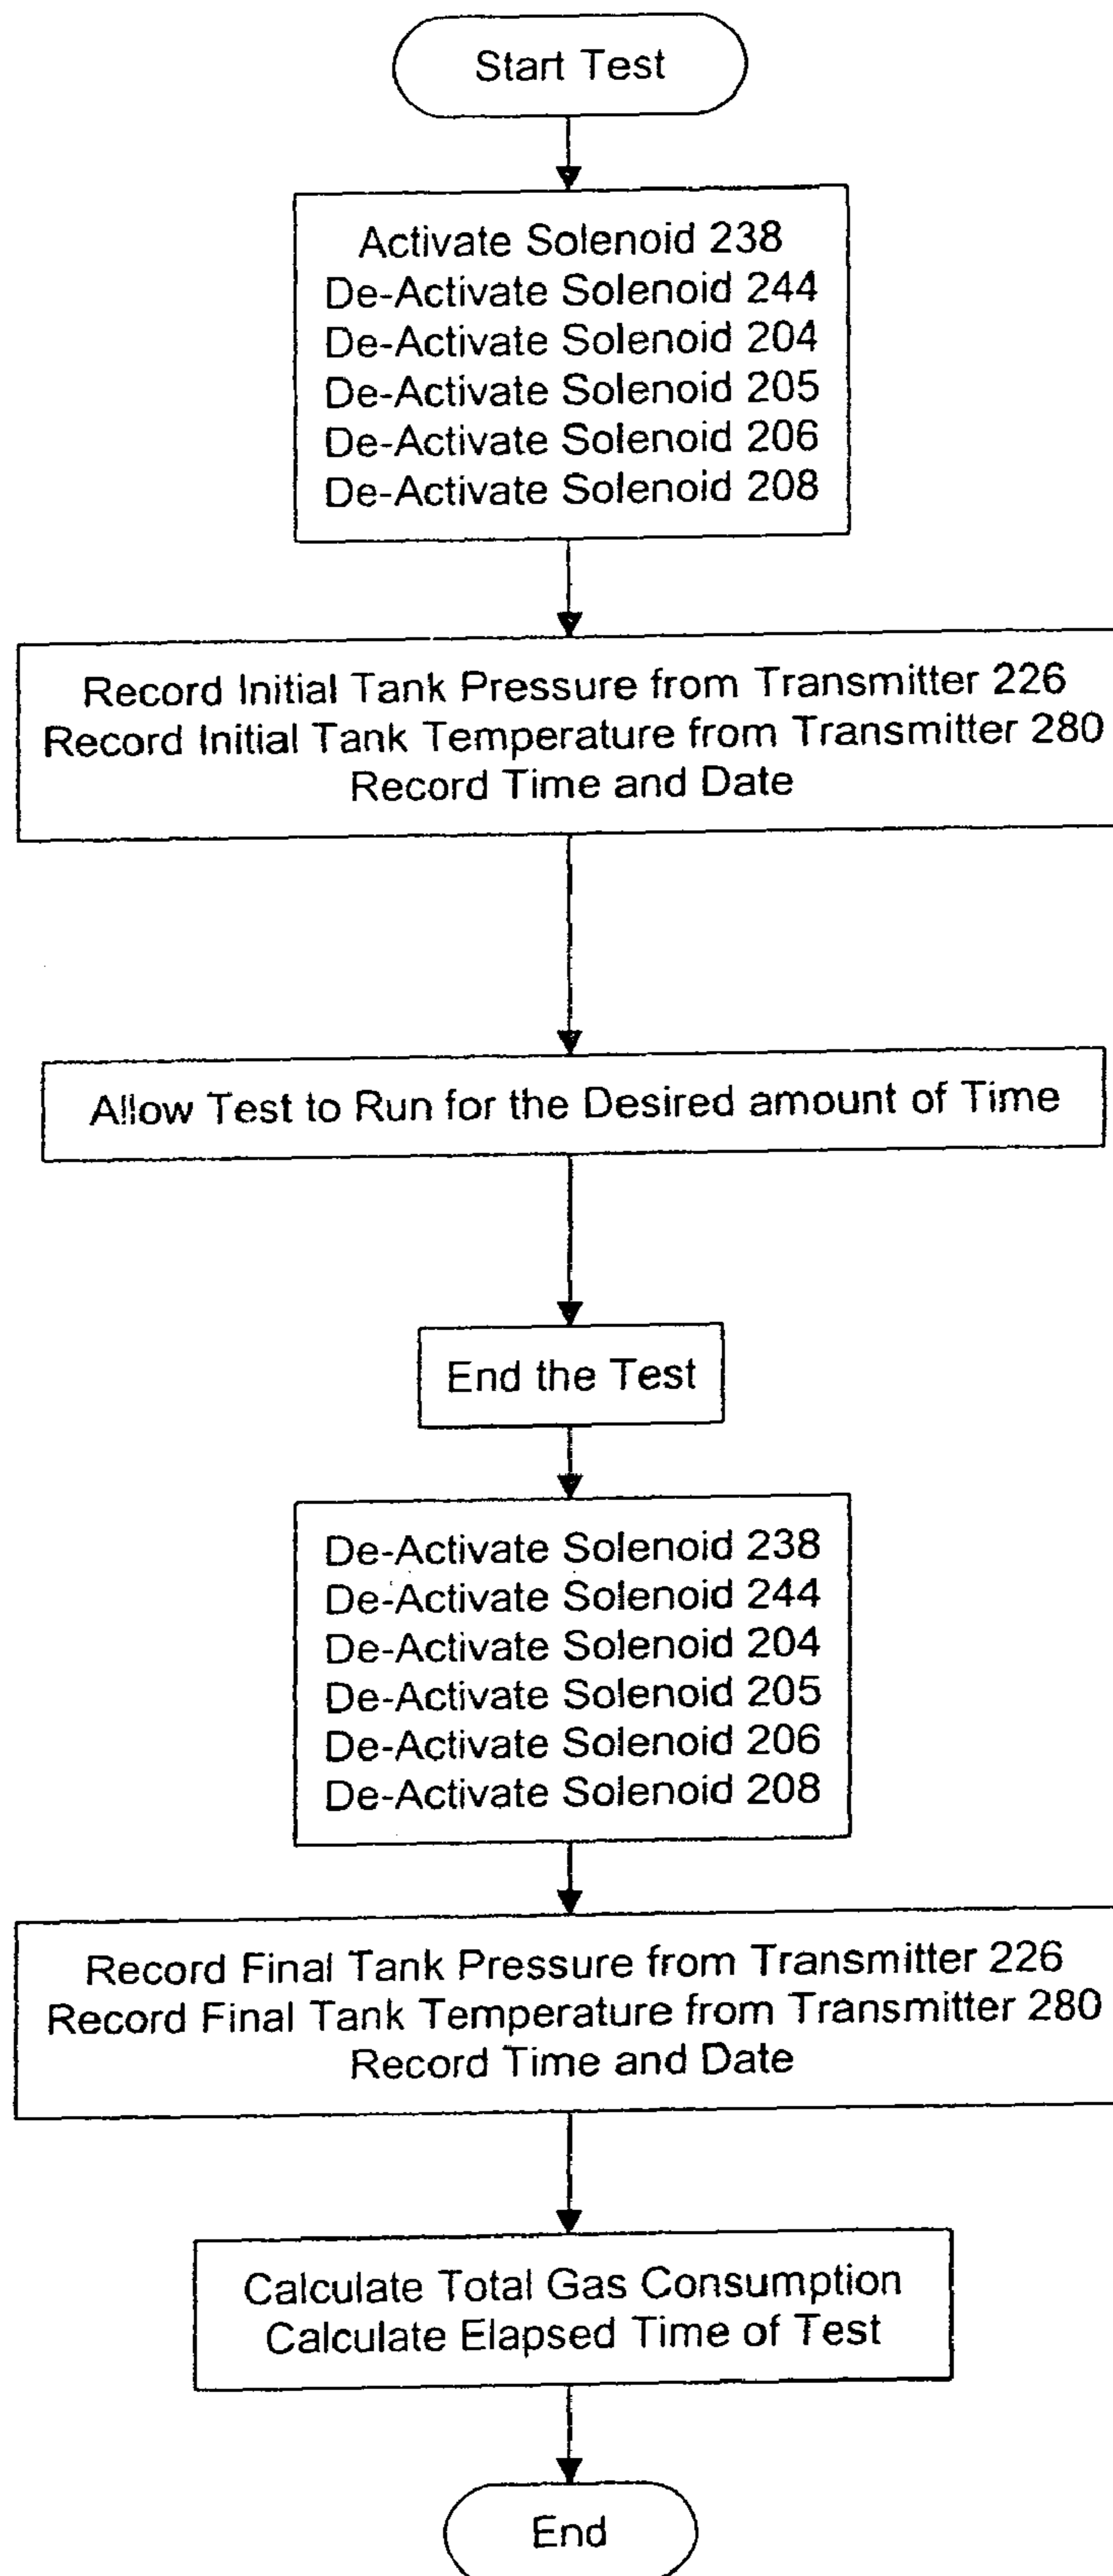 Start Test
Activate Solenoid 238
De-Activate Solenoid 244
De-Activate Solenoid 204
De-Activate Solenoid 205
De-Activate Solenoid 206
De-Activate Solenoid 208
Record Initial Tank Pressure from Transmitter 226
Record Initial Tank Temperature from Transmitter 280
Record Time and Date
Allow Test to Run for the Desired amount of Time
End the Test
De-Activate Solenoid 238
De-Activate Solenoid 244
De-Activate Solenoid 204
De-Activate Solenoid 205
De-Activate Solenoid 206
De-Activate Solenoid 208
Record Final Tank Pressure from Transmitter 226
Record Final Tank Temperature from Transmitter 280
Record Time and Date
Calculate Total Gas Consumption
Calculate Elapsed Time of Test
End